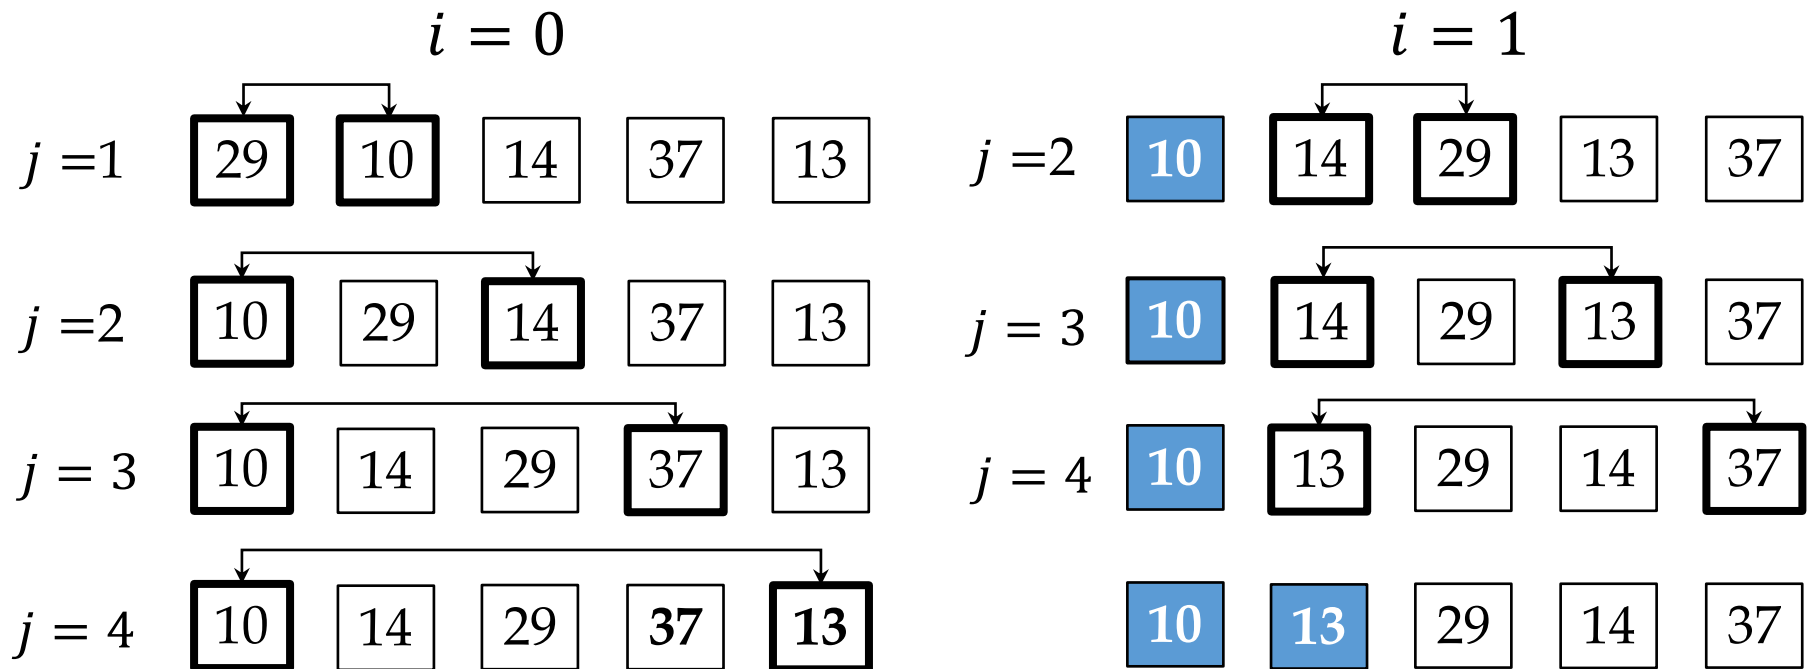 i = 0
j =1 29 10 14 37 13
j =2 10 29 14 37 13
j = 3 10 14 29 37 13
j = 4 10 14 29 37 13
i = 1
j =2 10 14 29 13 37
j = 3 10 14 29 13 37
j = 4 10 13 29 14 37
10 13 29 14 37